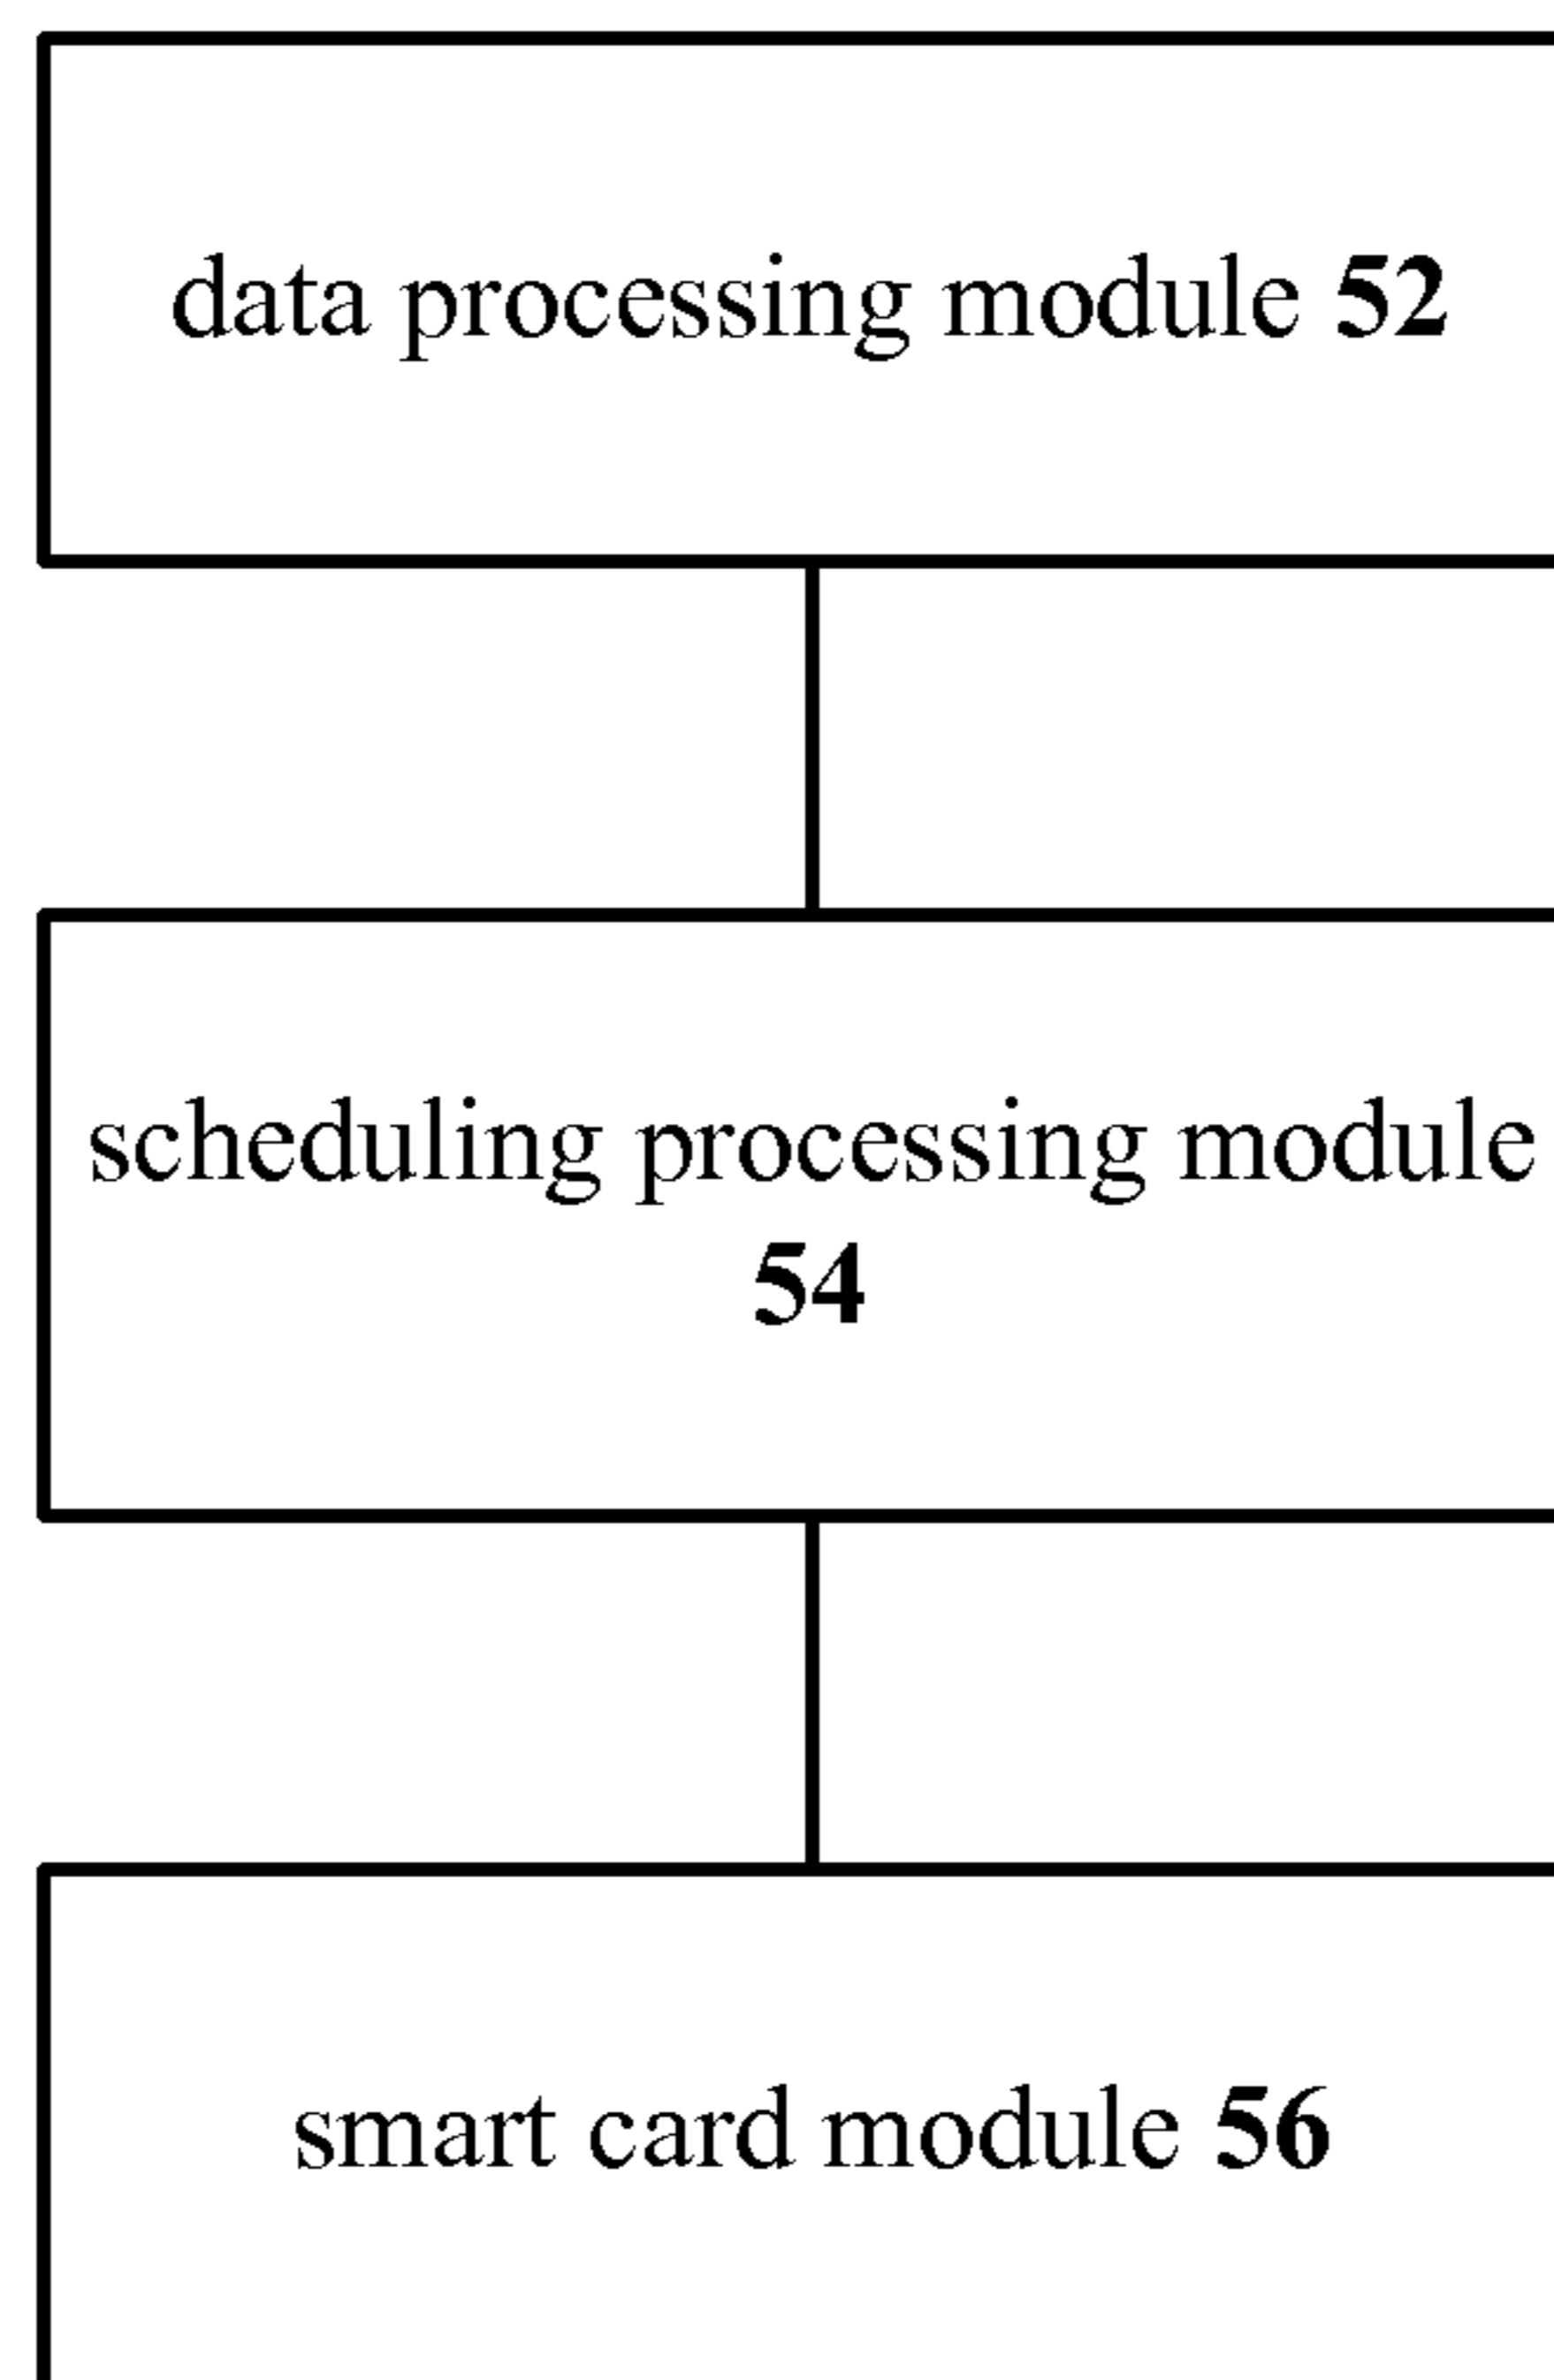 data processing module 52
scheduling processing module
54
smart card module 56